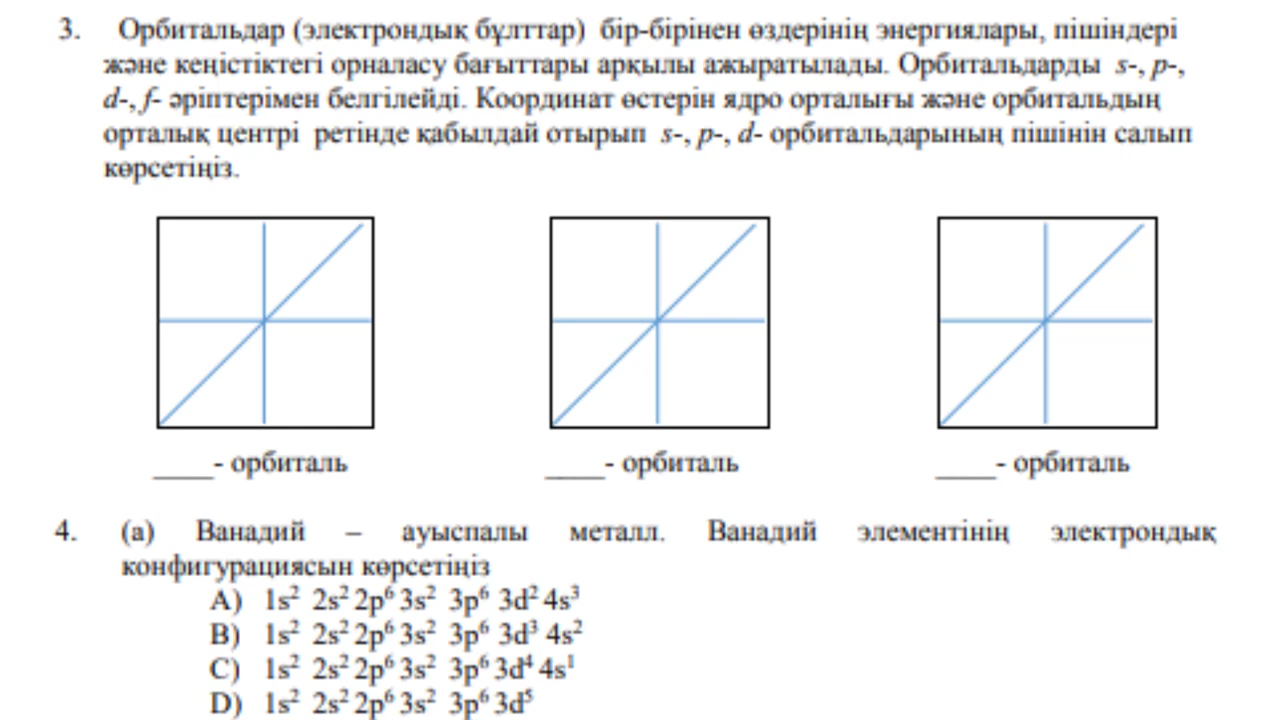 3. Орбитальдар (электрондық бұлттар) бір-бірінен өздерінің энергиялары, пішіндері
және кеңістіктегі орналасу бағыттары арқылы ажыратылады. Орбитальдарды s-, p-,
d-, f- әріптерімен белгілейді. Координат өстерін ядро орталығы және орбитальдың
орталық центрі ретінде қабылдай отырып s-, p-, d- орбитальдарының пішінін салып
көрсетіңіз.
____- орбиталь ____- орбиталь ____- орбиталь
4. (а) Ванадий – ауыспалы металл. Ванадий элементінің электрондық
конфигурациясын көрсетіңіз
A) 1s² 2s² 2p⁶ 3s² 3p⁶ 3d² 4s³
B) 1s² 2s² 2p⁶ 3s² 3p⁶ 3d³ 4s²
C) 1s² 2s² 2p⁶ 3s² 3p⁶ 3d⁴ 4s¹
D) 1s² 2s² 2p⁶ 3s² 3p⁶ 3d⁵